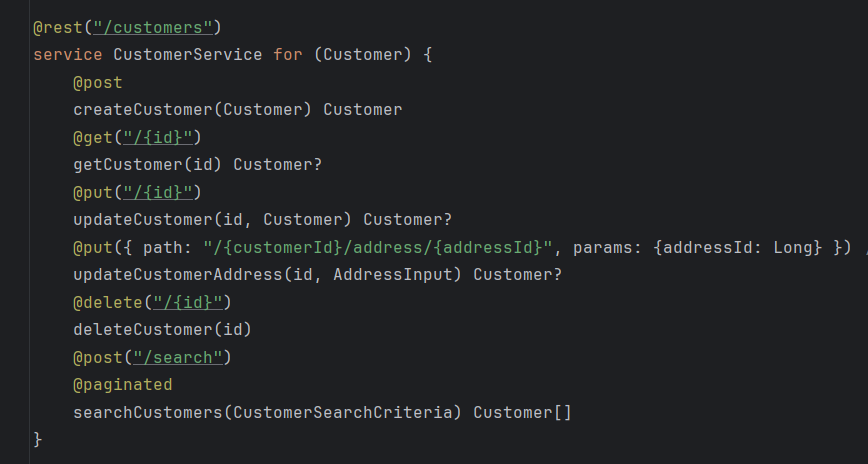 @rest("/customers")
service CustomerService for (Customer) {
    @post
    createCustomer(Customer) Customer
    @get("/{id}")
    getCustomer(id) Customer?
    @put("/{id}")
    updateCustomer(id, Customer) Customer?
    @put({ path: "/{customerId}/address/{addressId}", params: {addressId: Long} }) /
    updateCustomerAddress(id, AddressInput) Customer?
    @delete("/{id}")
    deleteCustomer(id)
    @post("/search")
    @paginated
    searchCustomers(CustomerSearchCriteria) Customer[]
}